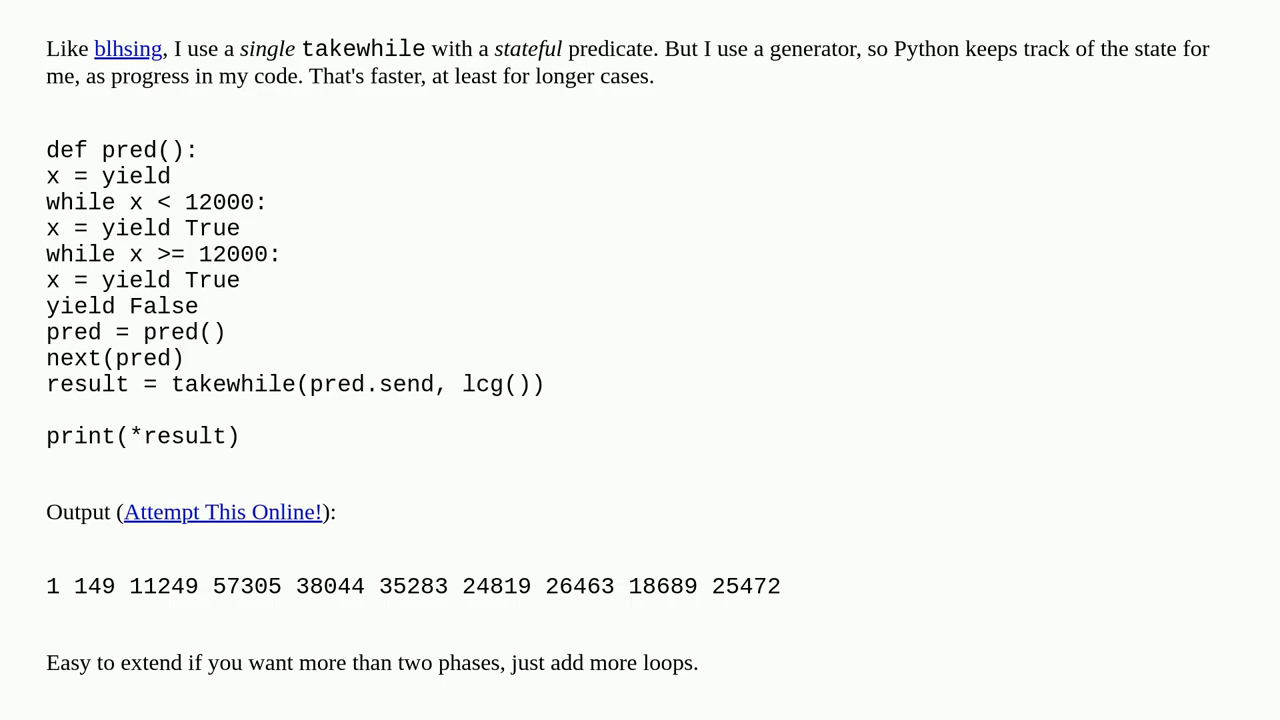 Like blhsing, I use a single takewhile with a stateful predicate. But I use a generator, so Python keeps track of the state for
me, as progress in my code. That's faster, at least for longer cases.
def pred():
x = yield
while x < 12000:
x = yield True
while x >= 12000:
x = yield True
yield False
pred = pred()
next(pred)
result = takewhile(pred.send, lcg())
print(*result)
Output (Attempt This Online!):
1 149 11249 57305 38044 35283 24819 26463 18689 25472
Easy to extend if you want more than two phases, just add more loops.